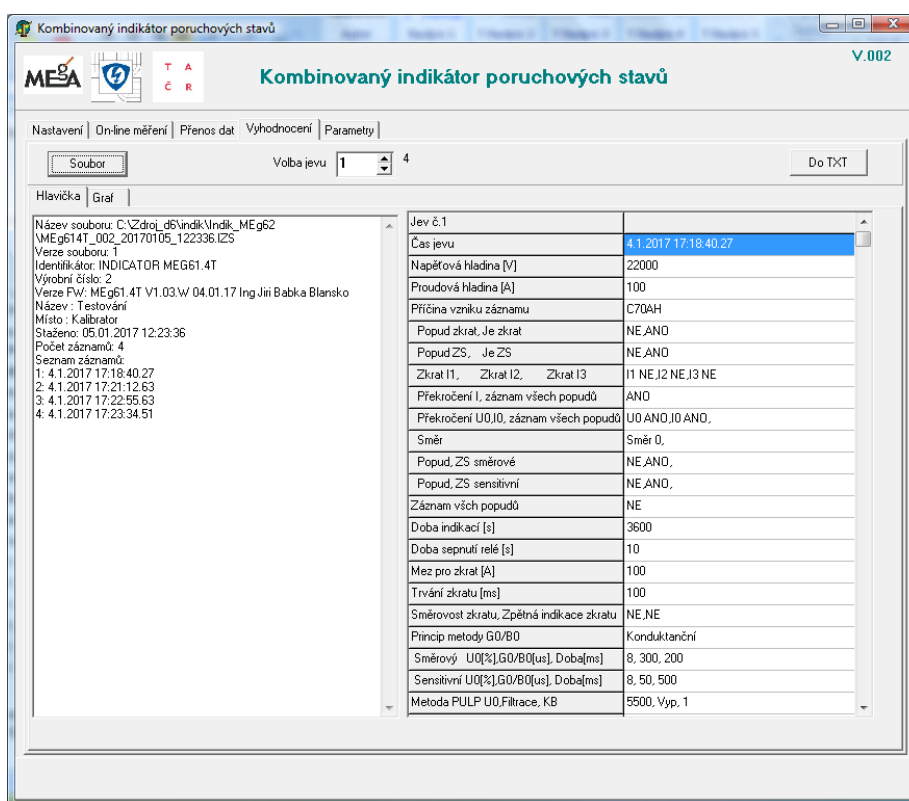 Kombinovaný indikátor poruchových stavů
V.002
MEgA
T A
Č R
Kombinovaný indikátor poruchových stavů
Nastavení On-line měření Přenos dat Vyhodnocení Parametry
Soubor Volba jevu 1 4 Do TXT
Hlavička Graf
Název souboru: C:\Zdroj_d6\indik\Indik_MEg62
\MEg614T_002_20170105_122336.IZS
Verze souboru: 1
Identifikátor: INDICATOR MEG61.4T
Výrobní číslo: 2
Verze FW: MEg61.4T V1.03.W 04.01.17 Ing Jiri Babka Blansko
Název : Testování
Místo : Kalibrator
Staženo: 05.01.2017 12:23:36
Počet záznamů: 4
Seznam záznamů:
1: 4.1.2017 17:18:40.27
2: 4.1.2017 17:21:12.63
3: 4.1.2017 17:22:55.63
4: 4.1.2017 17:23:34.51
Jev č.1
Čas jevu 4.1.2017 17:18:40.27
Napěťová hladina [V] 22000
Proudová hladina [A] 100
Příčina vzniku záznamu C70AH
Popud zkrat, Je zkrat NE,ANO
Popud ZS, Je ZS NE,ANO
Zkrat I1, Zkrat I2, Zkrat I3 I1 NE,I2 NE,I3 NE
Překročení I, záznam všech popudů ANO
Překročení U0,I0, záznam všech popudů U0 ANO,I0 ANO,
Směr Směr 0,
Popud, ZS směrové NE,ANO,
Popud, ZS sensitivní NE,ANO,
Záznam všch popudů NE
Doba indikací [s] 3600
Doba sepnutí relé [s] 10
Mez pro zkrat [A] 100
Trvání zkratu [ms] 100
Směrovost zkratu, Zpětná indikace zkratu NE,NE
Princip metody G0/B0 Konduktanční
Směrový U0[%],G0/B0[us], Doba[ms] 8, 300, 200
Sensitivní U0[%],G0/B0[us], Doba[ms] 8, 50, 500
Metoda PULP U0,Filtrace, KB 5500, Vyp, 1